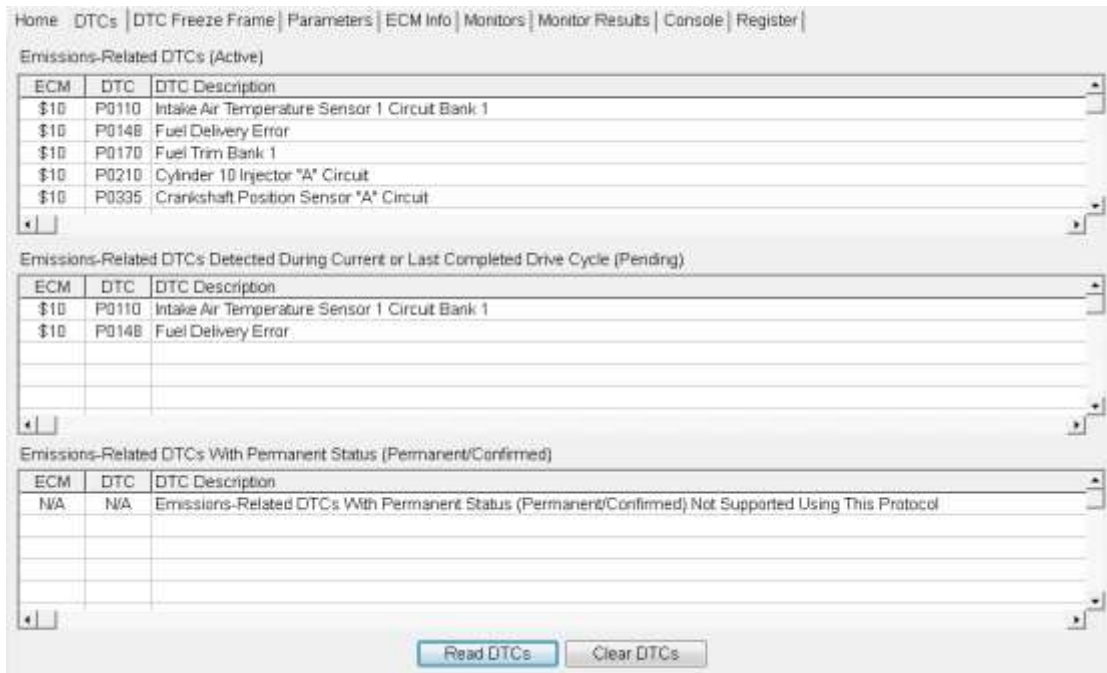 Home DTCs DTC Freeze Frame Parameters ECM Info Monitors Monitor Results Console Register
Emissions-Related DTCs (Active)
ECM DTC DTC Description
$10 P0110 Intake Air Temperature Sensor 1 Circuit Bank 1
$10 P0148 Fuel Delivery Error
$10 P0170 Fuel Trim Bank 1
$10 P0210 Cylinder 10 Injector "A" Circuit
$10 P0335 Crankshaft Position Sensor "A" Circuit
Emissions-Related DTCs Detected During Current or Last Completed Drive Cycle (Pending)
ECM DTC DTC Description
$10 P0110 Intake Air Temperature Sensor 1 Circuit Bank 1
$10 P0148 Fuel Delivery Error
Emissions-Related DTCs With Permanent Status (Permanent/Confirmed)
ECM DTC DTC Description
N/A N/A Emissions-Related DTCs With Permanent Status (Permanent/Confirmed) Not Supported Using This Protocol
Read DTCs Clear DTCs